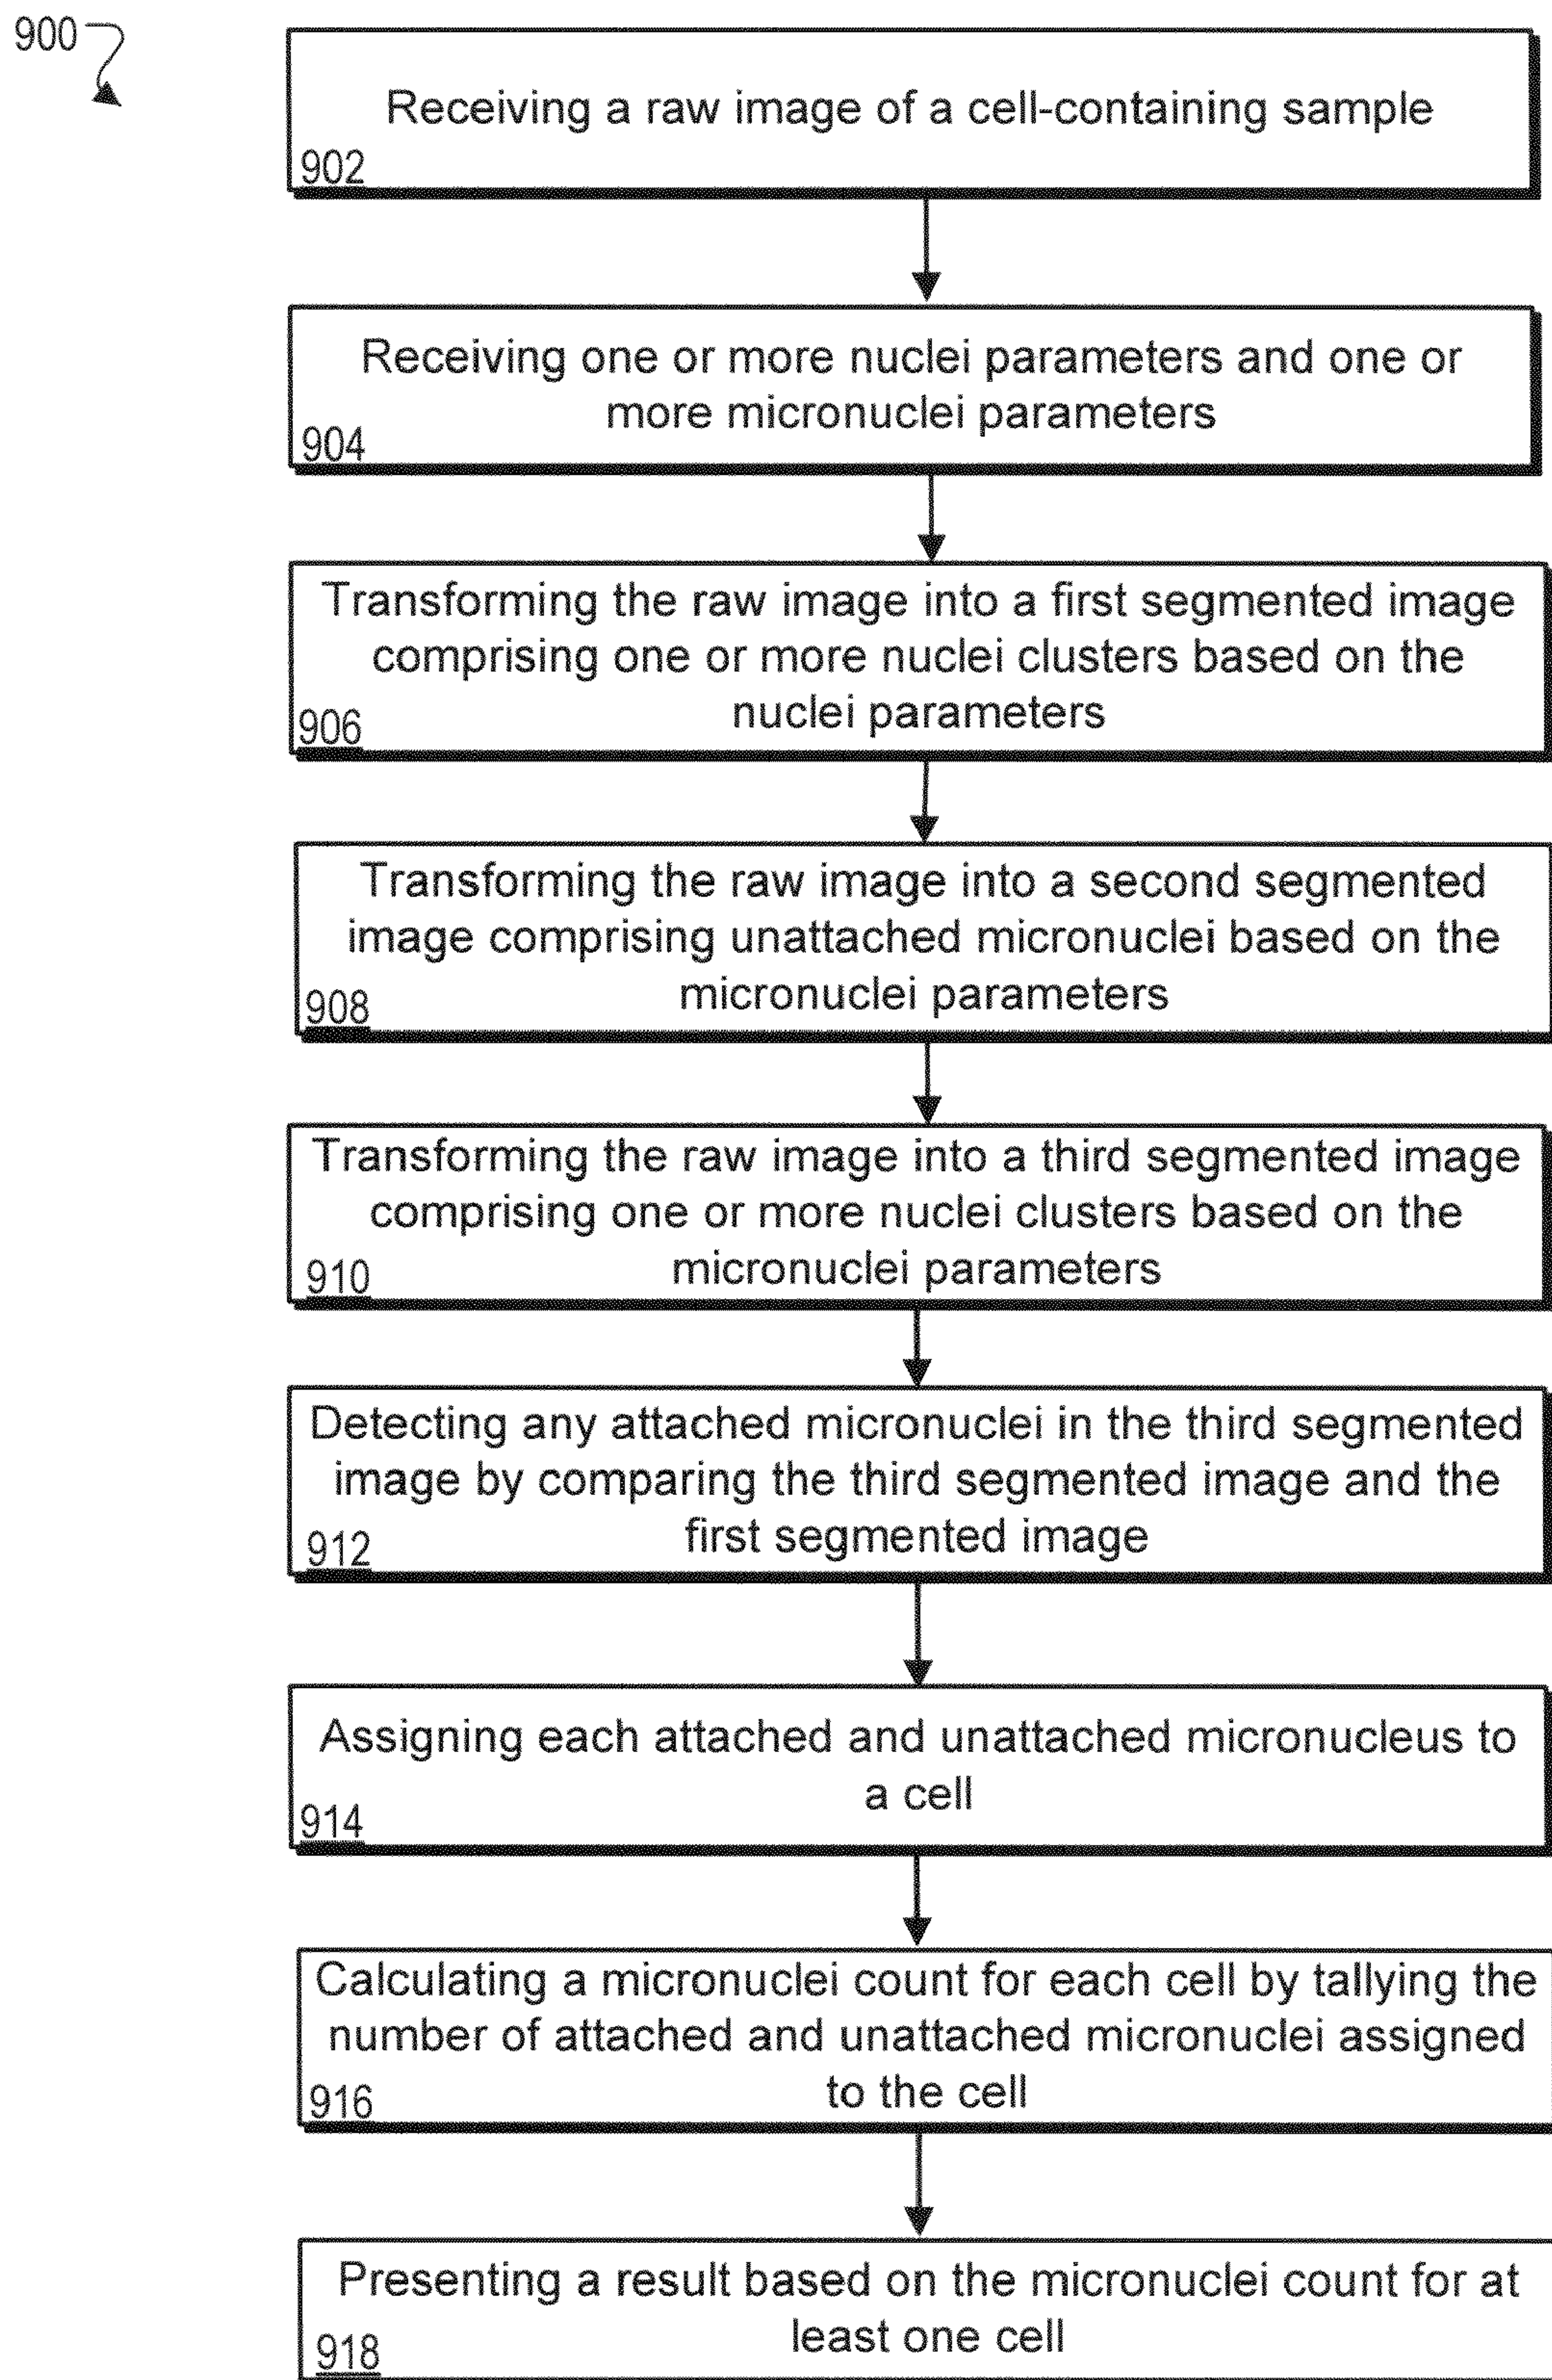 900
Receiving a raw image of a cell-containing sample
902
Receiving one or more nuclei parameters and one or
more micronuclei parameters
904
Transforming the raw image into a first segmented image
comprising one or more nuclei clusters based on the
nuclei parameters
906
Transforming the raw image into a second segmented
image comprising unattached micronuclei based on the
micronuclei parameters
908
Transforming the raw image into a third segmented image
comprising one or more nuclei clusters based on the
micronuclei parameters
910
Detecting any attached micronuclei in the third segmented
image by comparing the third segmented image and the
first segmented image
912
Assigning each attached and unattached micronucleus to
a cell
914
Calculating a micronuclei count for each cell by tallying the
number of attached and unattached micronuclei assigned
to the cell
916
Presenting a result based on the micronuclei count for at
least one cell
918